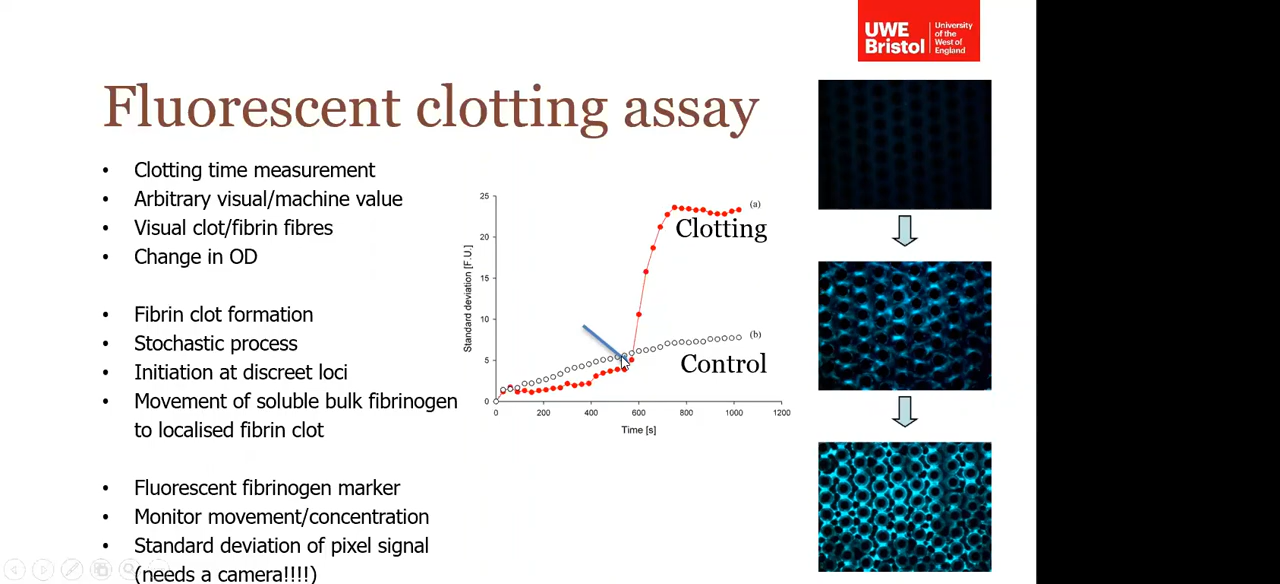 UWE
Bristol
University
of the
West of
England
Fluorescent clotting assay
• Clotting time measurement
• Arbitrary visual/machine value
• Visual clot/fibrin fibres
• Change in OD
• Fibrin clot formation
• Stochastic process
• Initiation at discreet loci
• Movement of soluble bulk fibrinogen
to localised fibrin clot
• Fluorescent fibrinogen marker
• Monitor movement/concentration
• Standard deviation of pixel signal
(needs a camera!!!!)
Standard deviation [F.U.]
25
20
15
10
5
0
(a)
Clotting
(b)
Control
0 200 400 600 800 1000 1200
Time [s]